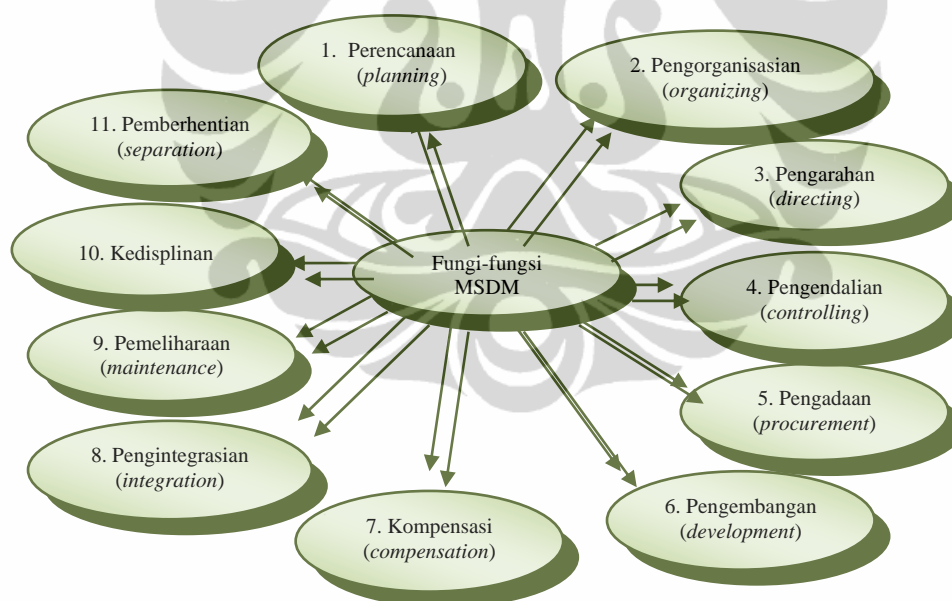 1. Perencanaan
(planning)
2. Pengorganisasian
(organizing)
3. Pengarahan
(directing)
4. Pengendalian
(controlling)
5. Pengadaan
(procurement)
6. Pengembangan
(development)
7. Kompensasi
(compensation)
8. Pengintegrasian
(integration)
9. Pemeliharaan
(maintenance)
10. Kedisplinan
11. Pemberhentian
(separation)
Fungi-fungsi
MSDM